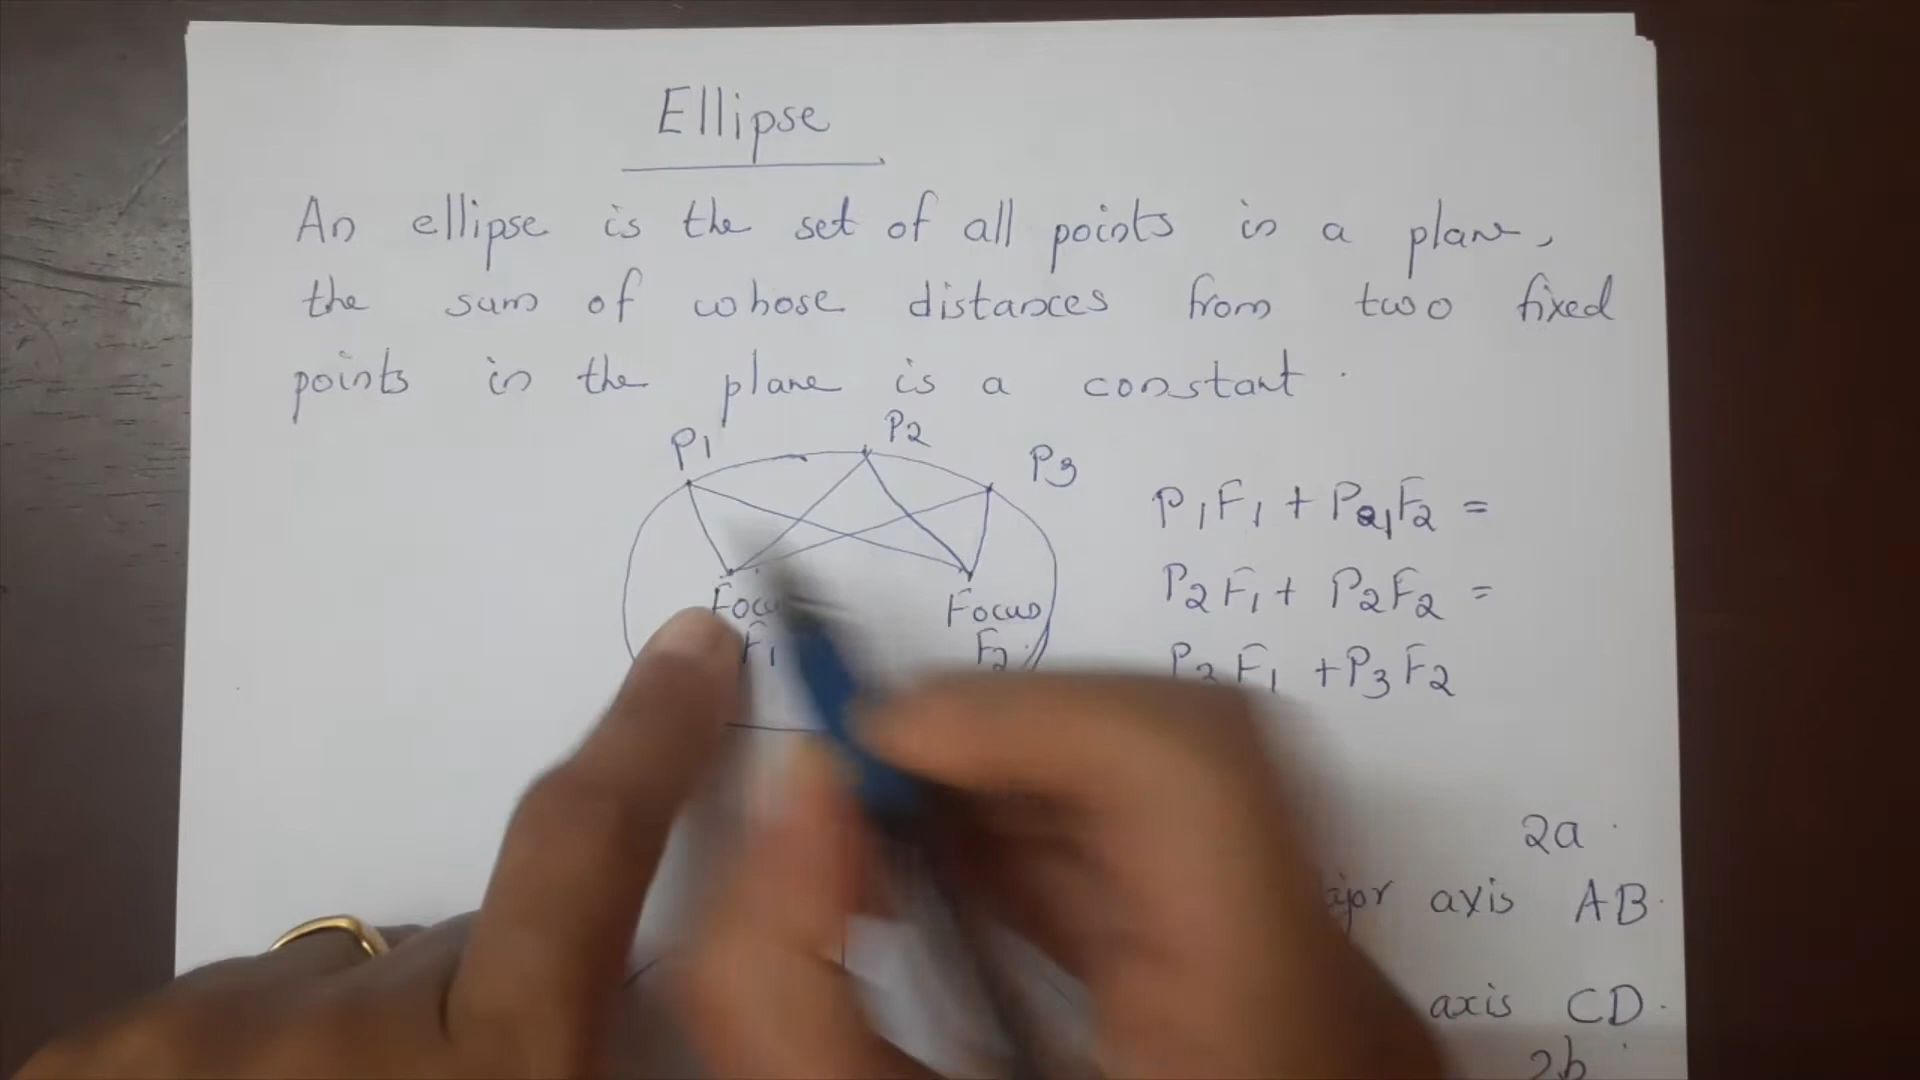 Ellipse
An ellipse is the set of all points in a plane,
the sum of whose distances from two fixed
points in the plane is a constant.
P1
P2
P3
P1F1 + P1F2 =
P2F1 + P2F2 =
P3F1 + P3F2
Focus
F1
Focus
F2
2a
axis AB
axis CD
2b